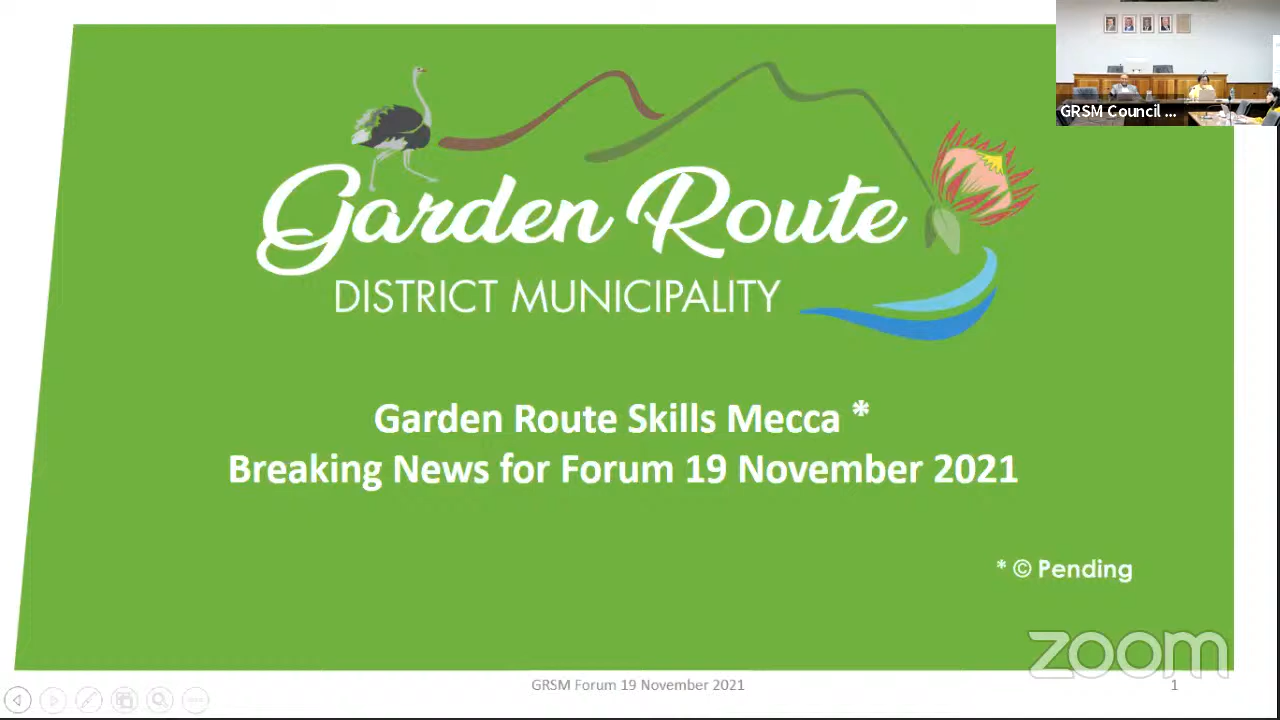 GRSM Council ...
Garden Route
DISTRICT MUNICIPALITY
Garden Route Skills Mecca *
Breaking News for Forum 19 November 2021
* © Pending
zoom
GRSM Forum 19 November 2021
1